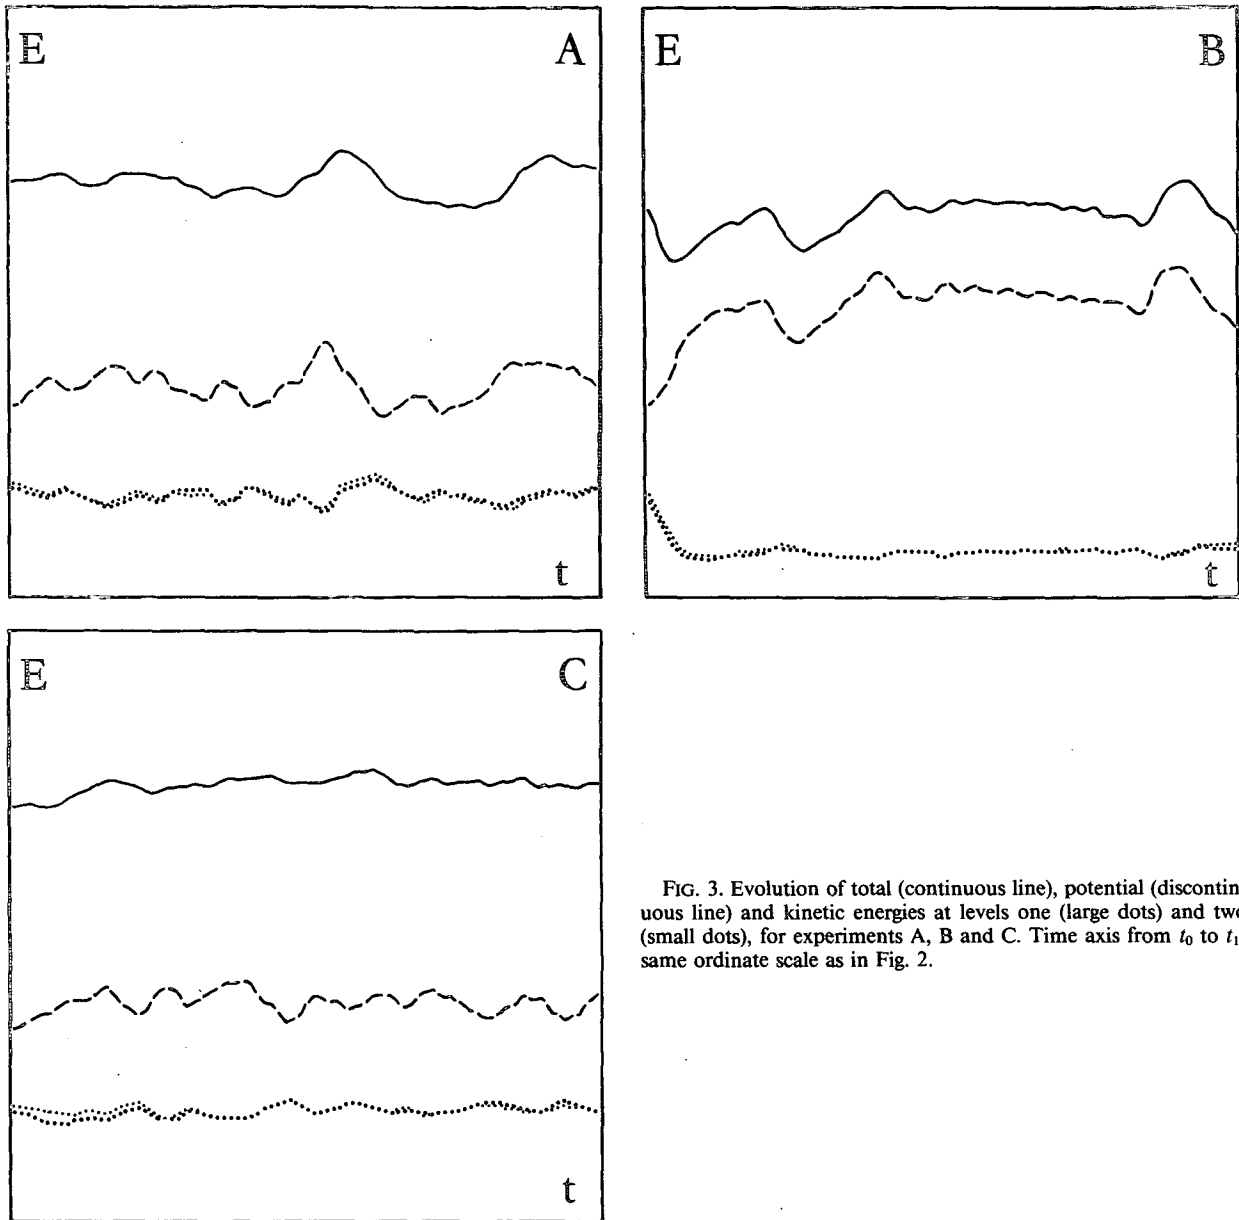 E A
E B
t
t
E C
FIG. 3. Evolution of total (continuous line), potential (discontin
uous line) and kinetic energies at levels one (large dots) and two
(small dots), for experiments A, B and C. Time axis from t₀ to t₁
same ordinate scale as in Fig. 2.
t